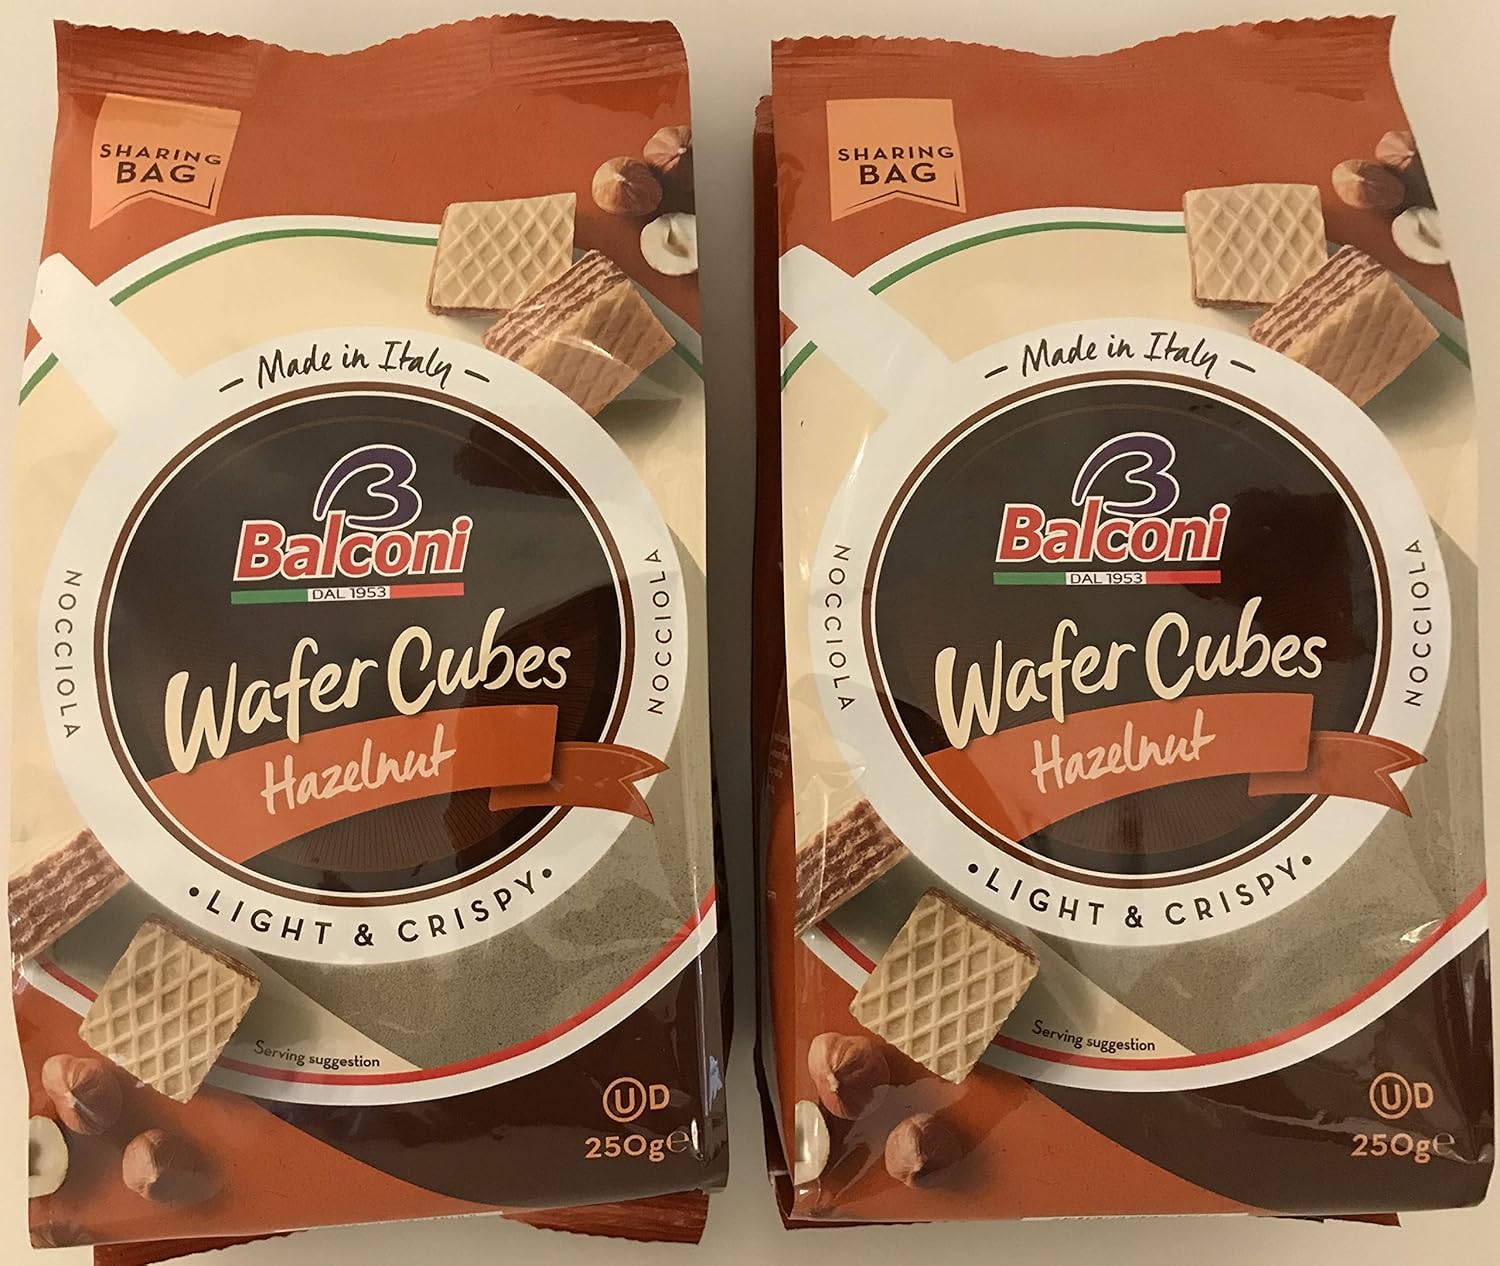 SHARING
BAG
– Made in Italy –
B
Balconi
DAL 1953
Wafer Cubes
Hazelnut
NOCCIOLA
NOCCIOLA
• LIGHT & CRISPY •
Serving suggestion
UD
250g℮
SHARING
BAG
– Made in Italy –
B
Balconi
DAL 1953
Wafer Cubes
Hazelnut
NOCCIOLA
NOCCIOLA
• LIGHT & CRISPY •
Serving suggestion
UD
250g℮